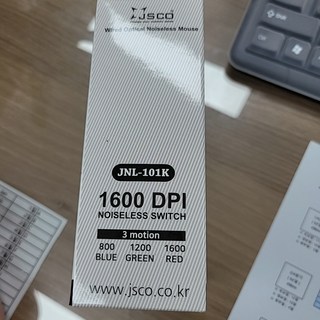 JSCO
Wired Optical Noiseless Mouse
JNL-101K
1600 DPI
NOISELESS SWITCH
3 motion
800 1200 1600
BLUE GREEN RED
www.jsco.co.kr